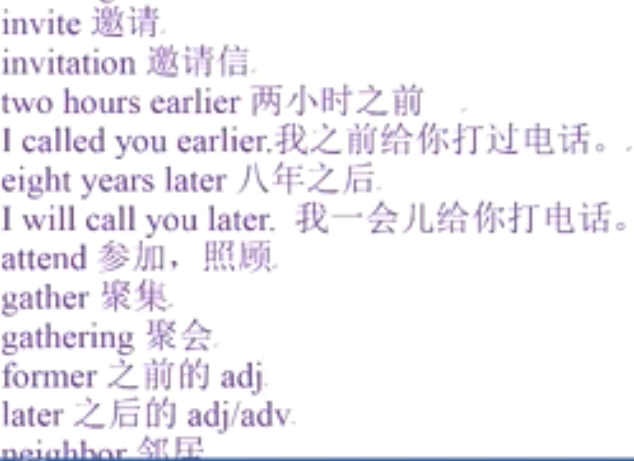 invite 邀请
invitation 邀请信
two hours earlier 两小时之前
I called you earlier.我之前给你打过电话。
eight years later 八年之后
I will call you later. 我一会儿给你打电话。
attend 参加，照顾
gather 聚集
gathering 聚会
former 之前的 adj
later 之后的 adj/adv
neighbor 邻居